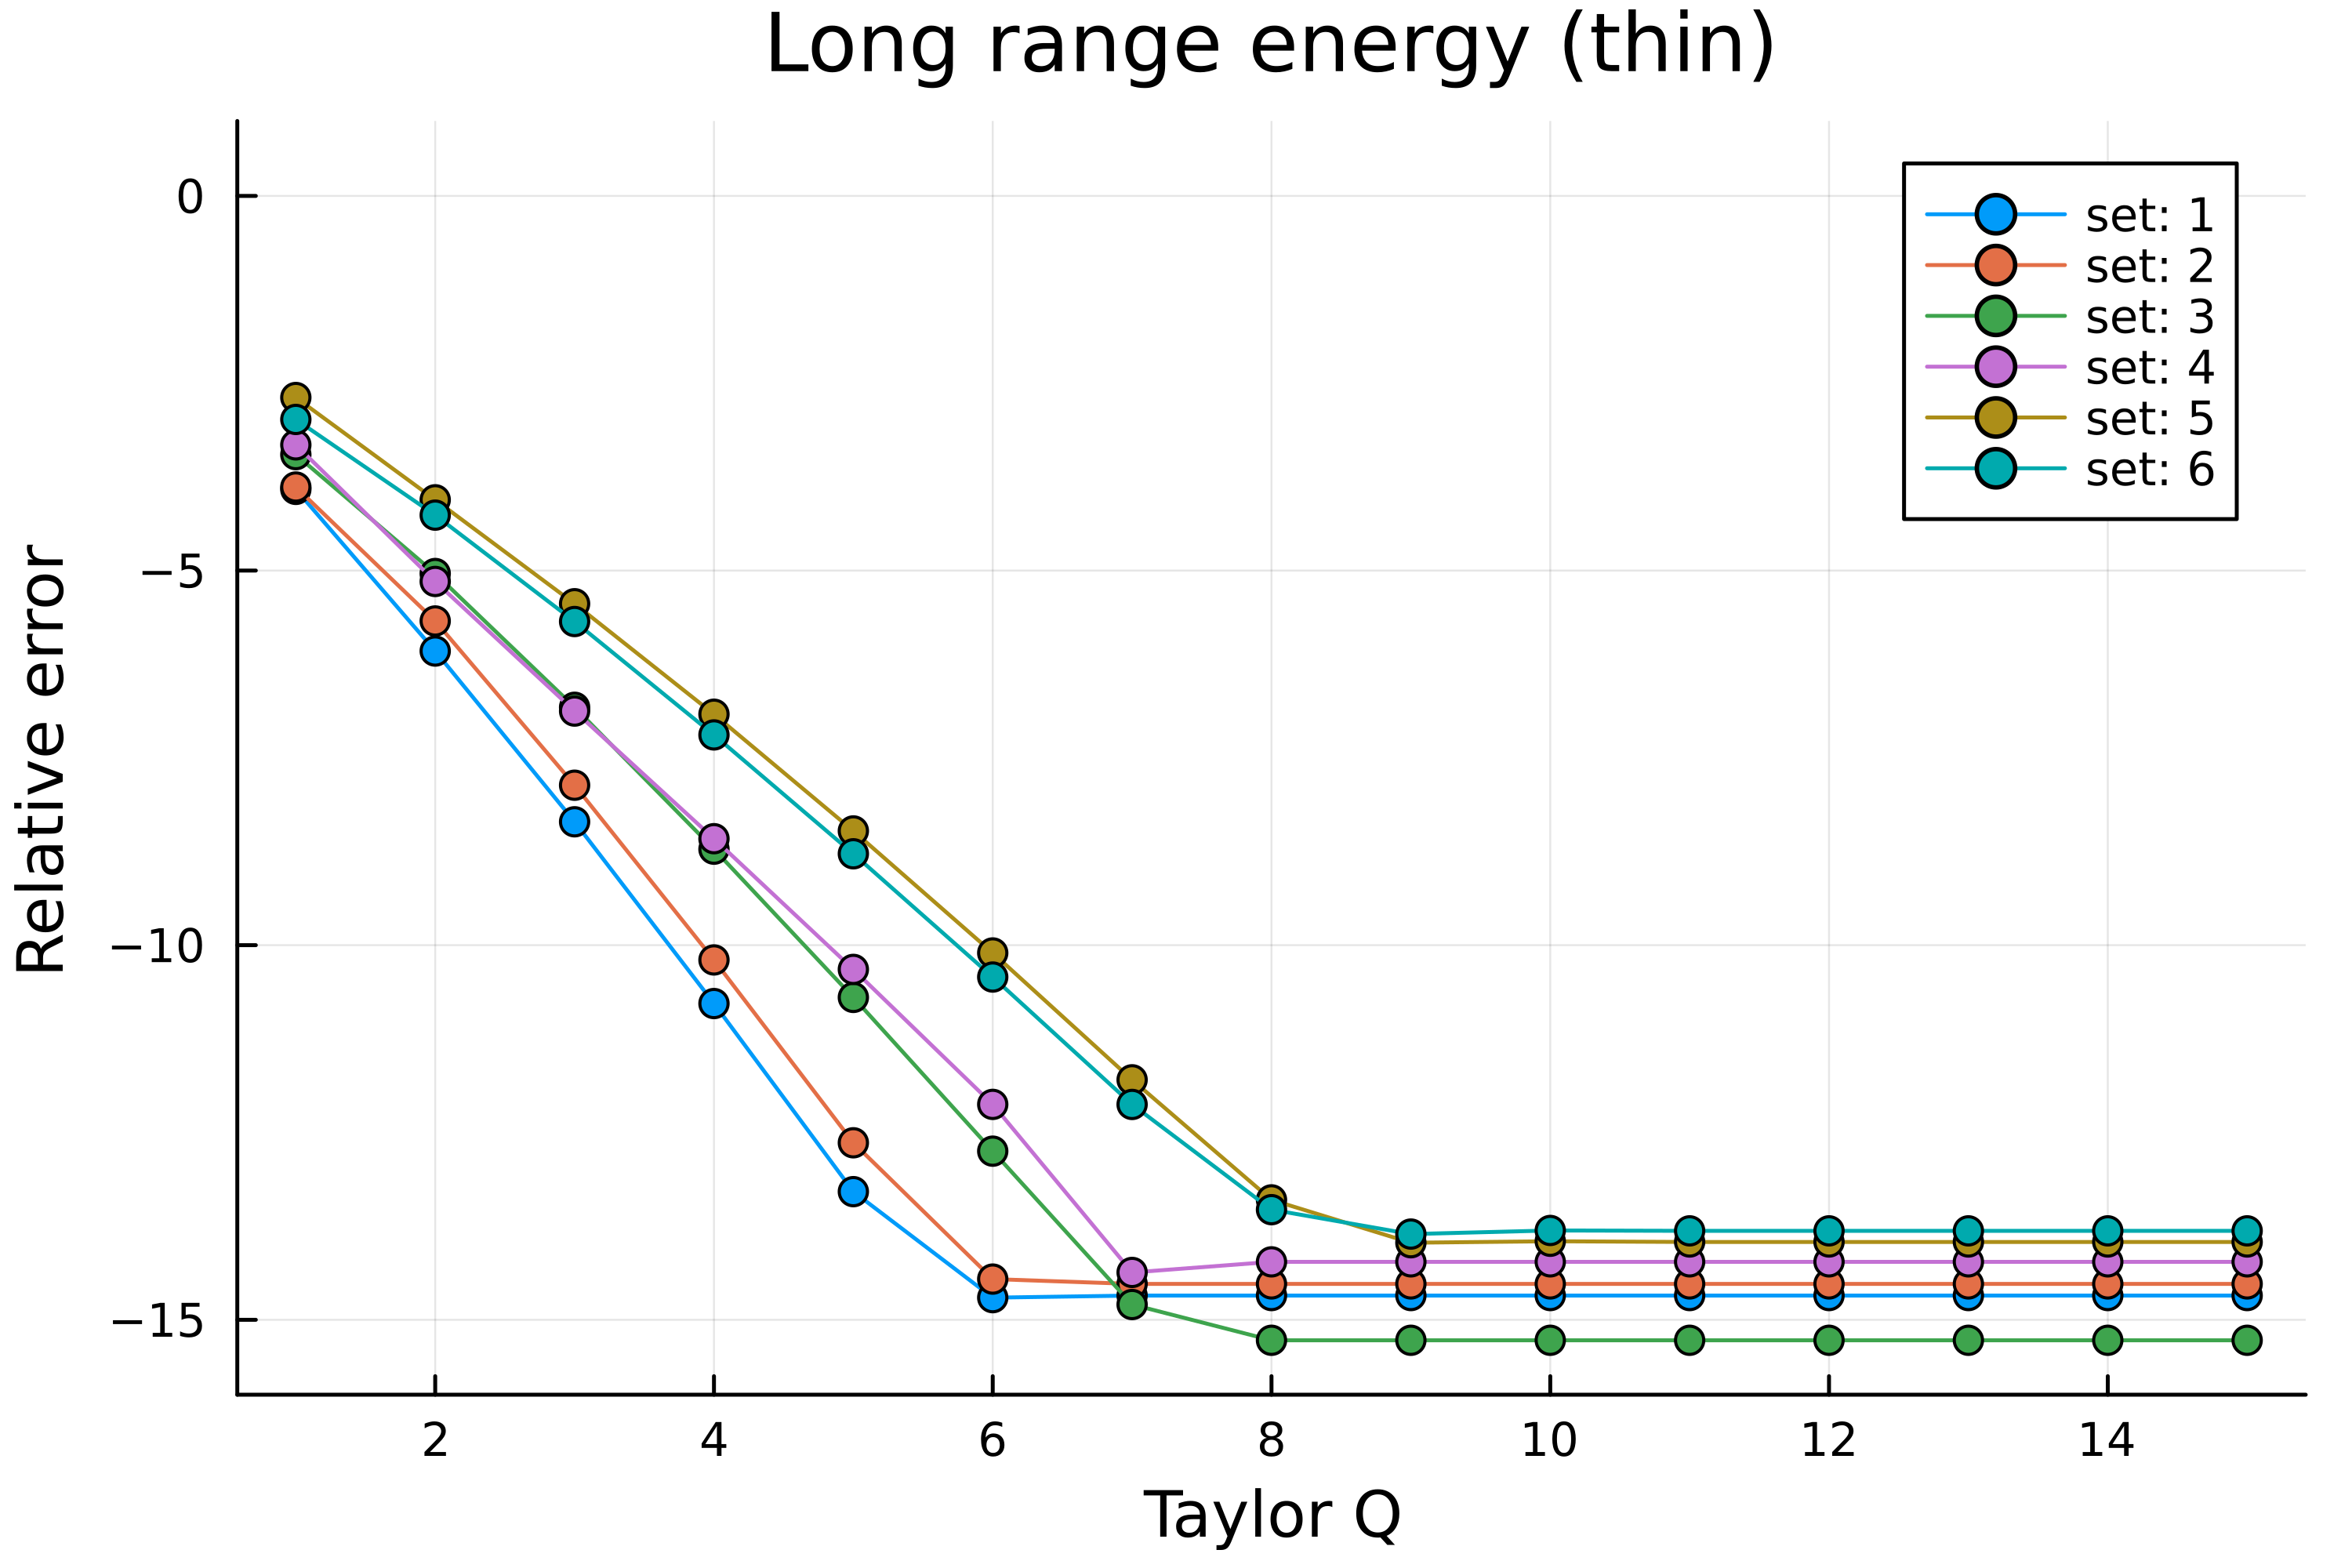 Long range energy (thin)
0
−5
−10
−15
Relative error
set: 1
set: 2
set: 3
set: 4
set: 5
set: 6
2 4 6 8 10 12 14
Taylor Q